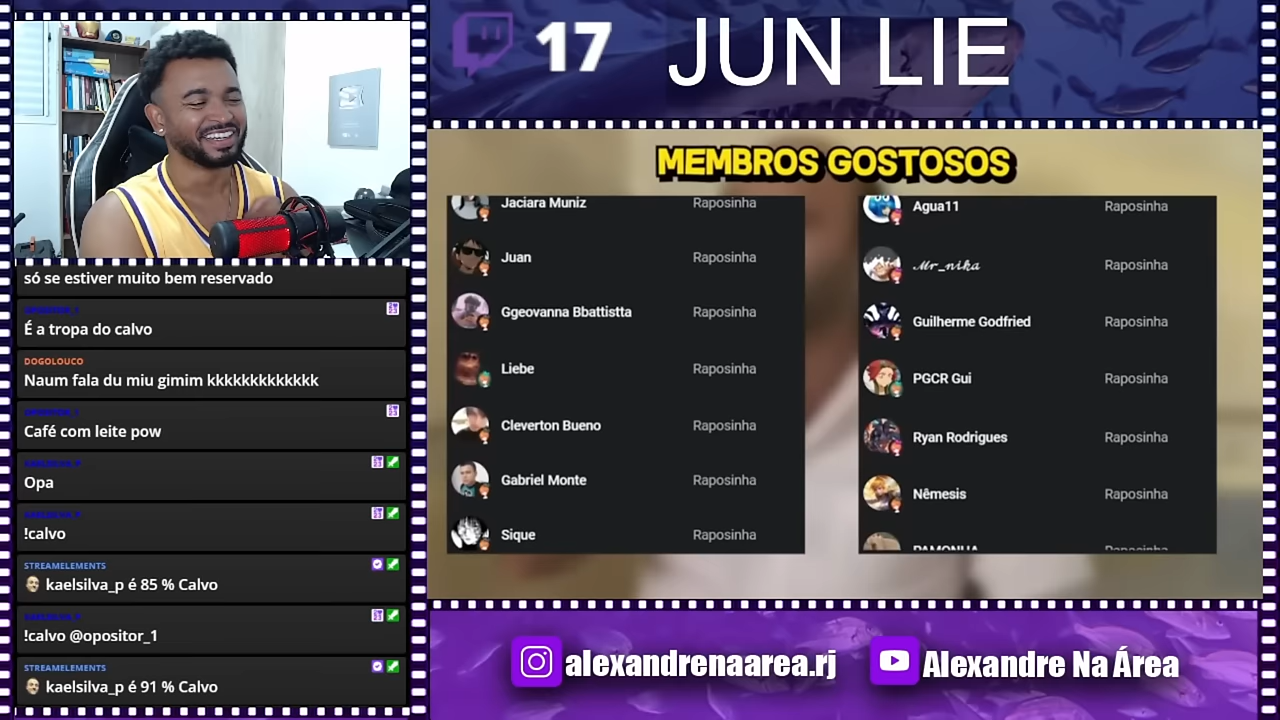 17
JUN LIE
MEMBROS GOSTOSOS
Jaciara Muniz Raposinha
Juan Raposinha
Ggeovanna Bbattistta Raposinha
Liebe Raposinha
Cleverton Bueno Raposinha
Gabriel Monte Raposinha
Sique Raposinha
Agua11 Raposinha
Mr_nika Raposinha
Guilherme Godfried Raposinha
PGCR Gui Raposinha
Ryan Rodrigues Raposinha
Nêmesis Raposinha
só se estiver muito bem reservado
É a tropa do calvo
DOGOLOUCO
Naum fala du miu gimim kkkkkkkkkkkkk
Café com leite pow
Opa
!calvo
STREAMELEMENTS
kaelsilva_p é 85 % Calvo
!calvo @opositor_1
STREAMELEMENTS
kaelsilva_p é 91 % Calvo
alexandrenaarea.rj
Alexandre Na Área